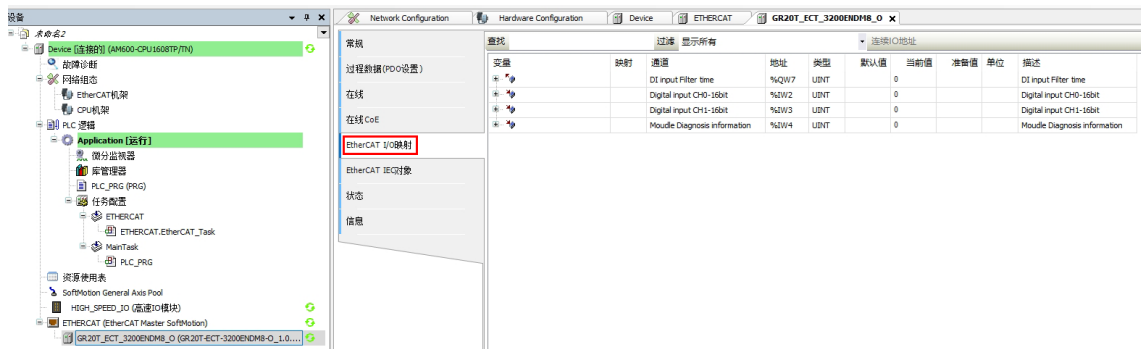 设备
未命名2
Device [连接的] (AM600-CPU1608TP/TN)
故障诊断
网络组态
EtherCAT机架
CPU机架
PLC 逻辑
Application [运行]
微分监视器
库管理器
PLC_PRG (PRG)
任务配置
ETHERCAT
ETHERCAT.EtherCAT_Task
MainTask
PLC_PRG
资源使用表
SoftMotion General Axis Pool
HIGH_SPEED_IO (高速IO模块)
ETHERCAT (EtherCAT Master SoftMotion)
GR20T_ECT_3200ENDM8_O (GR20T-ECT-3200ENDM8-O_1.0....
Network Configuration Hardware Configuration Device ETHERCAT GR20T_ECT_3200ENDM8_O
常规
过程数据(PDO设置)
在线
在线CoE
EtherCAT I/O映射
EtherCAT IEC对象
状态
信息
查找 过滤 显示所有 连续IO地址
变量 映射 通道 地址 类型 默认值 当前值 准备值 单位 描述
DI input Filter time %QW7 UINT 0 DI input Filter time
Digital input CH0-16bit %IW2 UINT 0 Digital input CH0-16bit
Digital input CH1-16bit %IW3 UINT 0 Digital input CH1-16bit
Moudle Diagnosis information %IW4 UINT 0 Moudle Diagnosis information